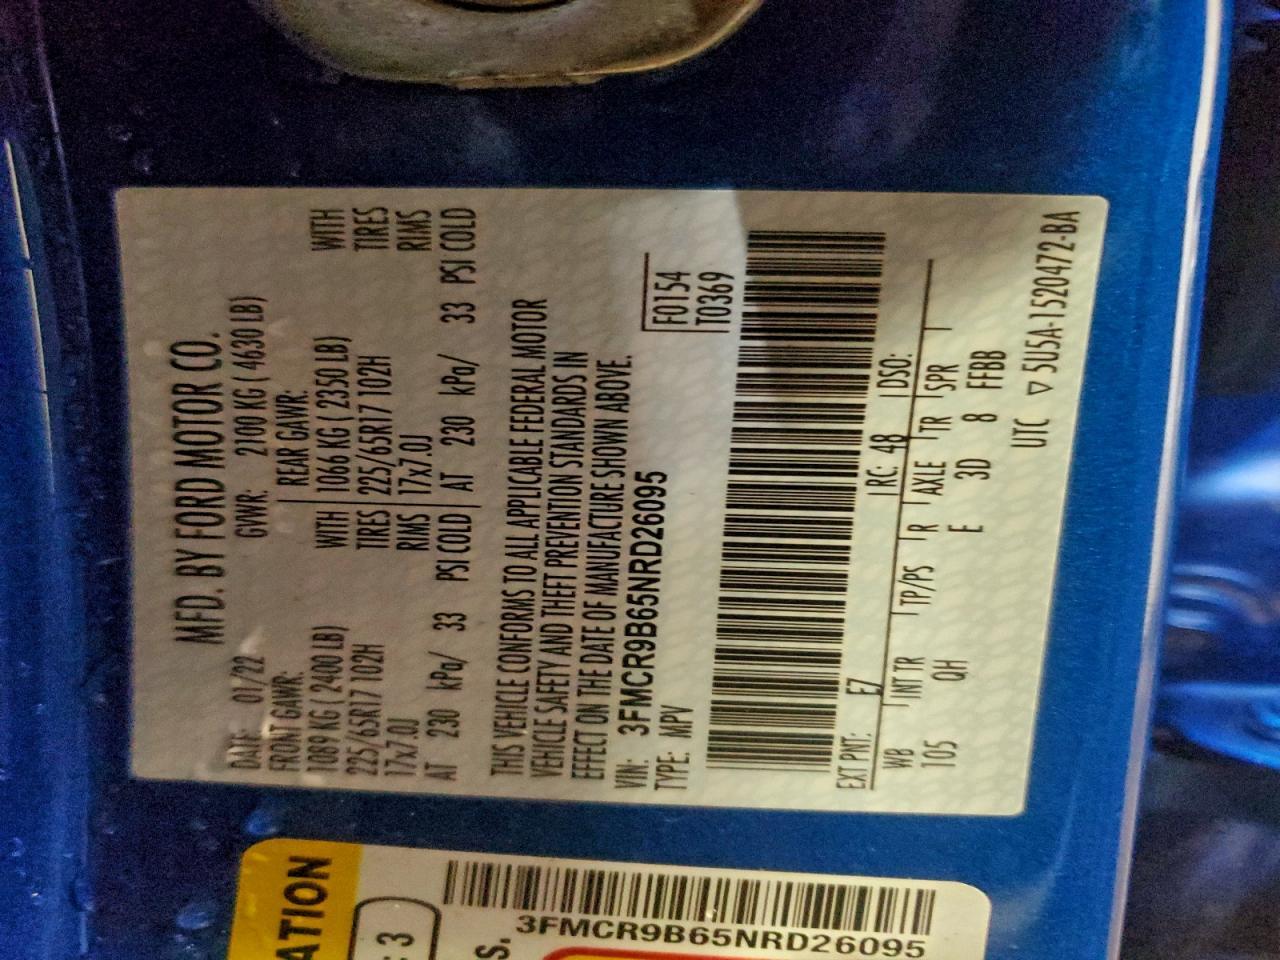 MFD. BY FORD MOTOR CO.
DATE: 01/22 GVWR: 2100 KG ( 4630 LB)
FRONT GAWR: REAR GAWR:
1089 KG ( 2400 LB) WITH 1066 KG ( 2350 LB) WITH
225/65R17 102H TIRES 225/65R17 102H TIRES
17x7.0J RIMS 17x7.0J RIMS
AT 230 kPa/ 33 PSI COLD AT 230 kPa/ 33 PSI COLD
THIS VEHICLE CONFORMS TO ALL APPLICABLE FEDERAL MOTOR
VEHICLE SAFETY AND THEFT PREVENTION STANDARDS IN
EFFECT ON THE DATE OF MANUFACTURE SHOWN ABOVE.
VIN: 3FMCR9B65NRD26095
TYPE: MPV
F0154
T0369
EXT PNT: E7 RC: 48 DSO:
WB INT TR TP/PS R AXLE TR SPR
105 QH E 3D 8 FFBB
UTC ▽ 5U5A-1520472-BA
ATION
: 3
S.
3FMCR9B65NRD26095